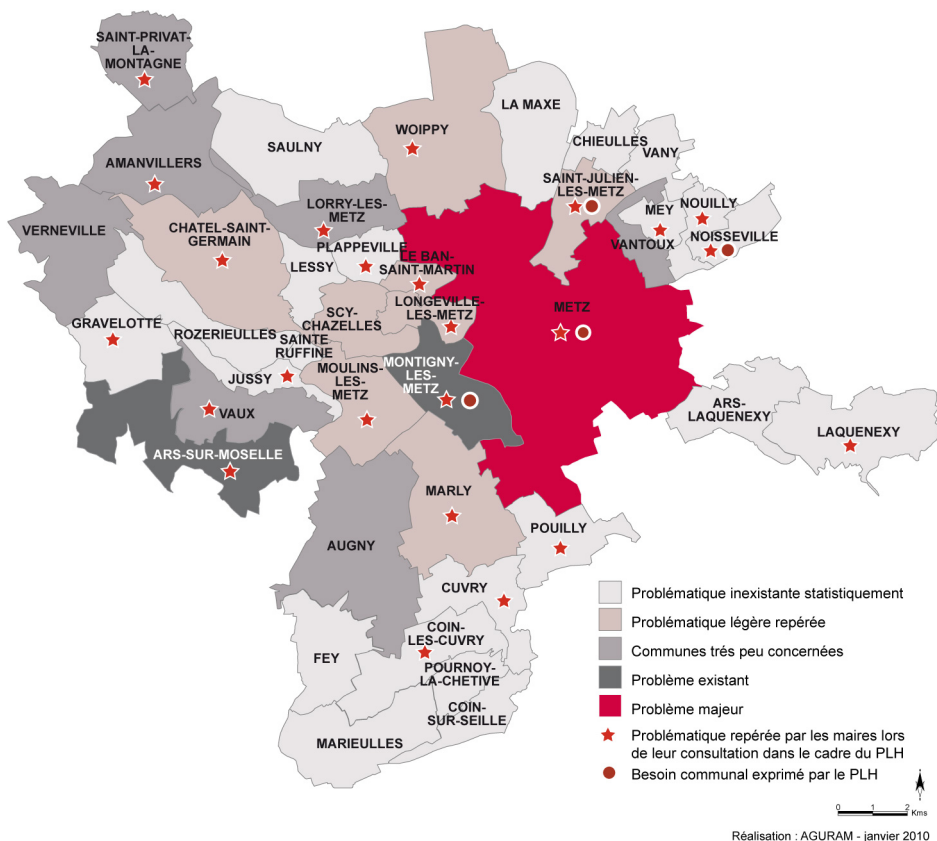 SAINT-PRIVAT-
LA-
MONTAGNE
WOIPPY
LA MAXE
CHIEULLES
VANY
SAULNY
AMANVILLERS
SAINT-JULIEN-
LES-METZ
LORRY-LES-
METZ
MEY
NOUILLY
VERNEVILLE
CHATEL-SAINT-
GERMAIN
PLAPPEVILLE
VANTOUX
NOISSEVILLE
LESSY
LE BAN-
SAINT-MARTIN
SCY-
CHAZELLES
LONGEVILLE-
LES-METZ
METZ
GRAVELOTTE
ROZERIEULLES
SAINTE
RUFFINE
JUSSY
MOULINS-
LES-
METZ
MONTIGNY-
LES-
METZ
ARS-
LAQUENEXY
VAUX
LAQUENEXY
ARS-SUR-MOSELLE
MARLY
POUILLY
AUGNY
CUVRY
COIN-
LES-CUVRY
FEY
POURNOY-
LA-CHETIVE
COIN-
SUR-SEILLE
MARIEULLES
Problématique inexistante statistiquement
Problématique légère repérée
Communes trés peu concernées
Problème existant
Problème majeur
Problématique repérée par les maires lors
de leur consultation dans le cadre du PLH
Besoin communal exprimé par le PLH
0 1 2
Kms
Réalisation : AGURAM - janvier 2010